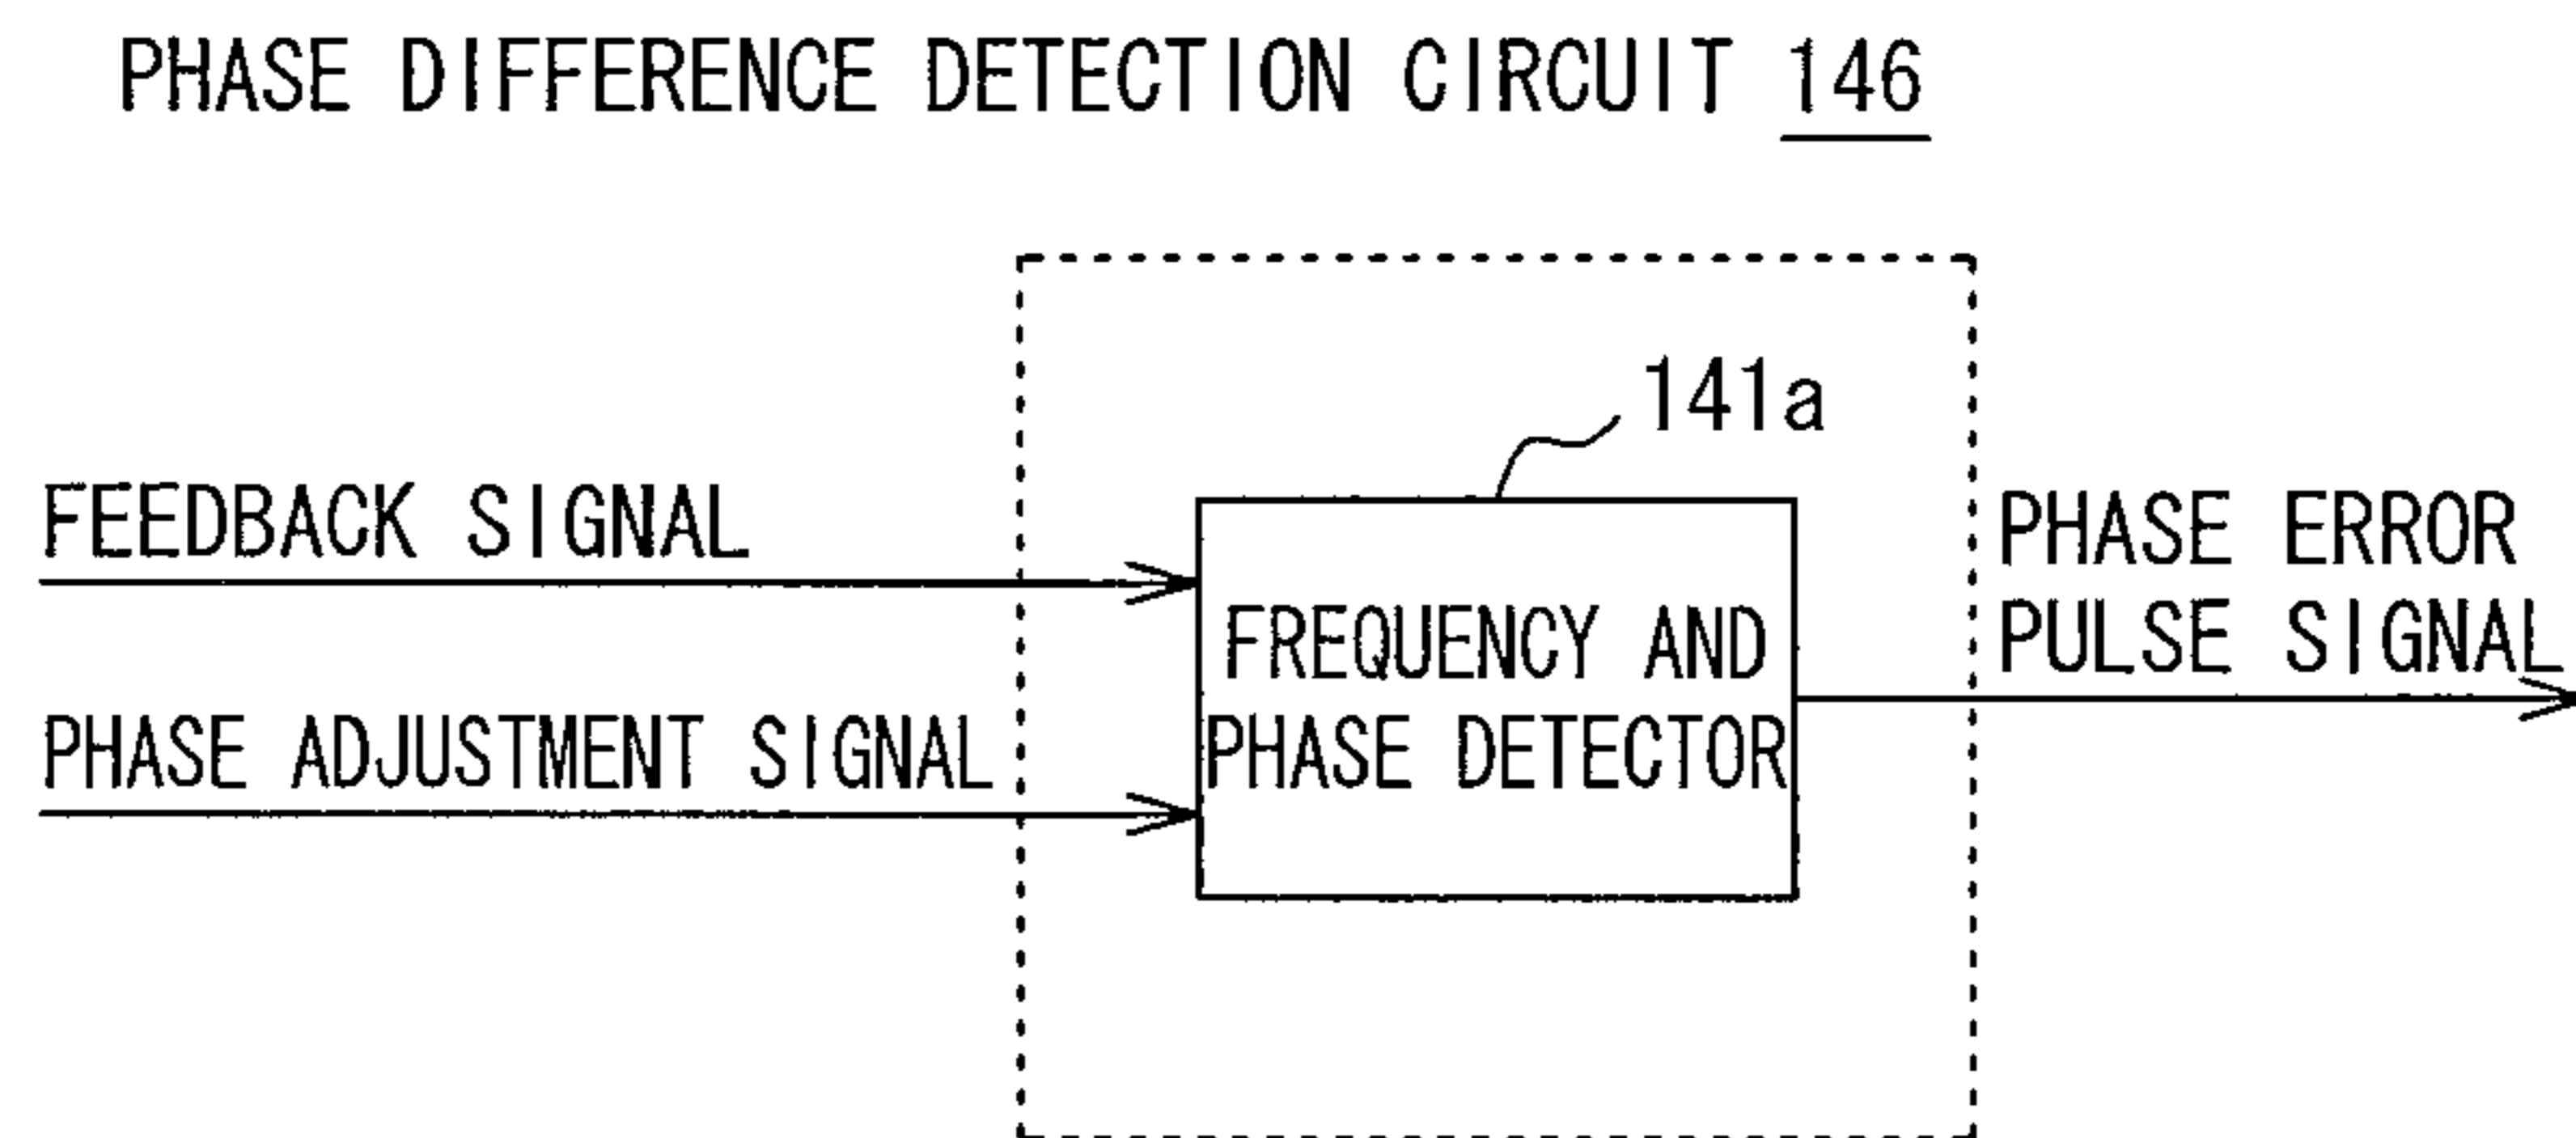 PHASE DIFFERENCE DETECTION CIRCUIT 146
141a
FEEDBACK SIGNAL
PHASE ADJUSTMENT SIGNAL
FREQUENCY AND
PHASE DETECTOR
PHASE ERROR
PULSE SIGNAL